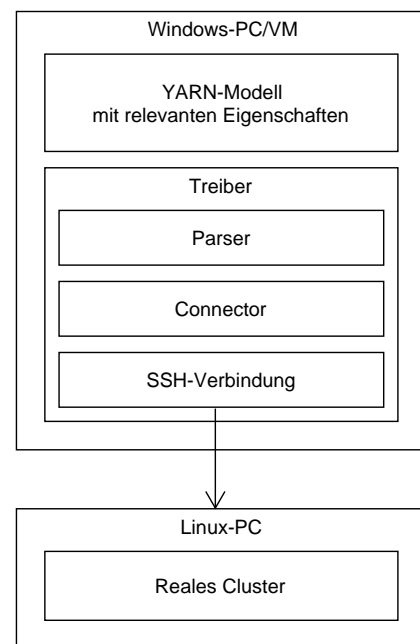 Windows-PC/VM
YARN-Modell
mit relevanten Eigenschaften
Treiber
Parser
Connector
SSH-Verbindung
Linux-PC
Reales Cluster